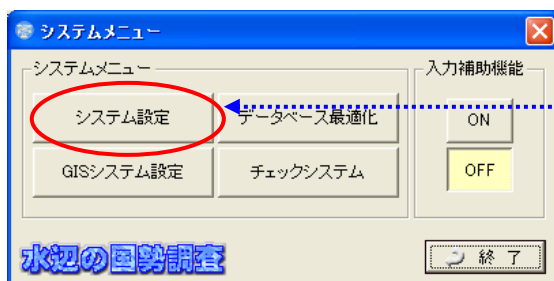 システムメニュー
システムメニュー
入力補助機能
システム設定
データベース最適化
ON
GISシステム設定
チェックシステム
OFF
水辺の国勢調査
終 了